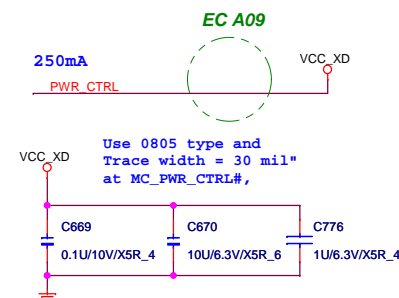 EC A09
250mA
VCC_XD
PWR_CTRL
Use 0805 type and
Trace width = 30 mil"
at MC_PWR_CTRL#,
VCC_XD
C669
C670
C776
0.1U/10V/X5R_4
10U/6.3V/X5R_6
1U/6.3V/X5R_4